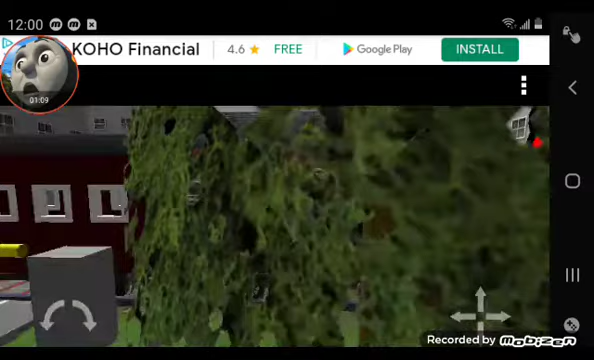 12:00
KOHO Financial 4.6 FREE Google Play INSTALL
01:09
Recorded by Mobizen